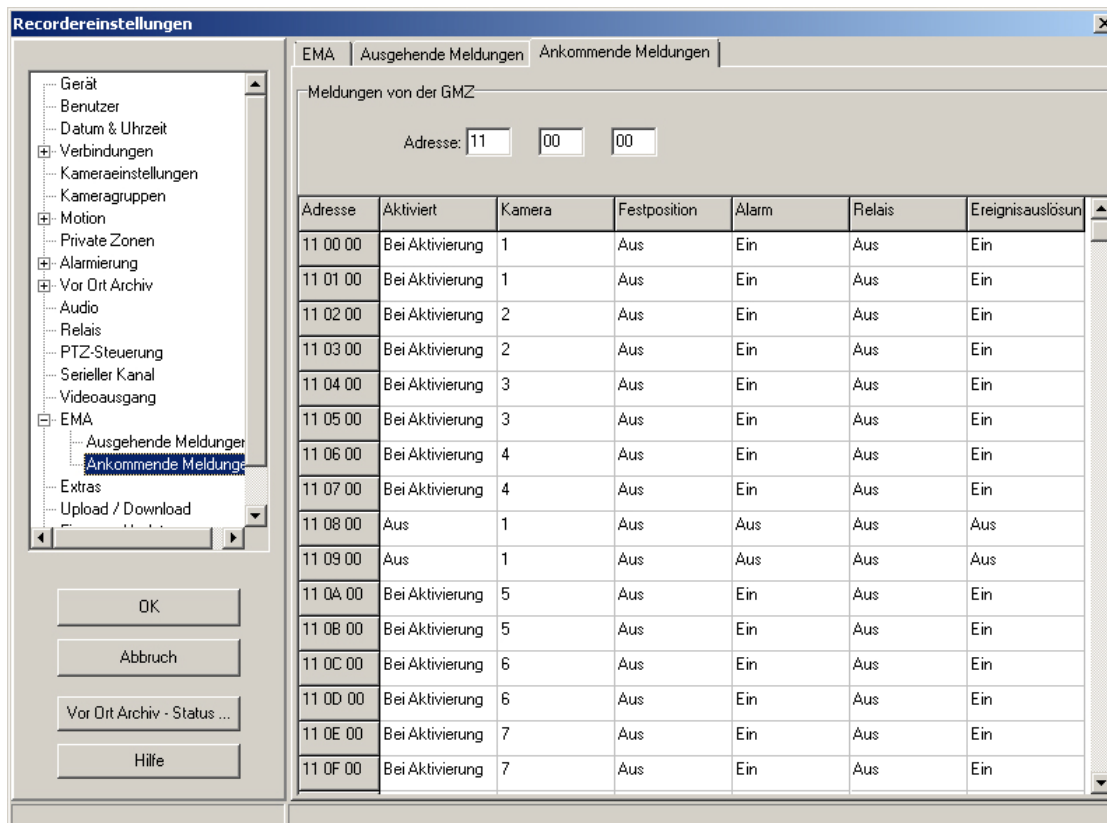 Recordereinstellungen
Gerät
Benutzer
Datum & Uhrzeit
Verbindungen
Kameraeinstellungen
Kameragruppen
Motion
Private Zonen
Alarmierung
Vor Ort Archiv
Audio
Relais
PTZ-Steuerung
Serieller Kanal
Videoausgang
EMA
Ausgehende Meldungen
Ankommende Meldunge
Extras
Upload / Download
OK
Abbruch
Vor Ort Archiv - Status ...
Hilfe
EMA Ausgehende Meldungen Ankommende Meldungen
Meldungen von der GMZ
Adresse: 11 00 00
Adresse Aktiviert Kamera Festposition Alarm Relais Ereignisauslösun
11 00 00 Bei Aktivierung 1 Aus Ein Aus Ein
11 01 00 Bei Aktivierung 1 Aus Ein Aus Ein
11 02 00 Bei Aktivierung 2 Aus Ein Aus Ein
11 03 00 Bei Aktivierung 2 Aus Ein Aus Ein
11 04 00 Bei Aktivierung 3 Aus Ein Aus Ein
11 05 00 Bei Aktivierung 3 Aus Ein Aus Ein
11 06 00 Bei Aktivierung 4 Aus Ein Aus Ein
11 07 00 Bei Aktivierung 4 Aus Ein Aus Ein
11 08 00 Aus 1 Aus Aus Aus Aus
11 09 00 Aus 1 Aus Aus Aus Aus
11 0A 00 Bei Aktivierung 5 Aus Ein Aus Ein
11 0B 00 Bei Aktivierung 5 Aus Ein Aus Ein
11 0C 00 Bei Aktivierung 6 Aus Ein Aus Ein
11 0D 00 Bei Aktivierung 6 Aus Ein Aus Ein
11 0E 00 Bei Aktivierung 7 Aus Ein Aus Ein
11 0F 00 Bei Aktivierung 7 Aus Ein Aus Ein